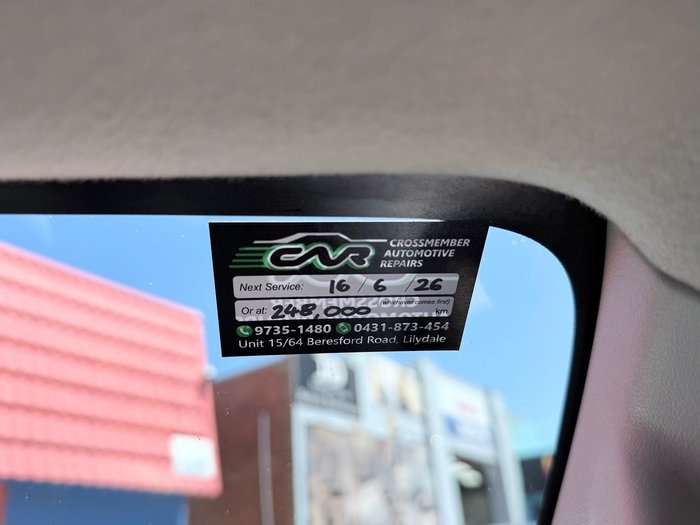 CAR
CROSSMEMBER
AUTOMOTIVE
REPAIRS
Next Service: 16 / 6 / 26
Or at: 248,000 (whichever comes first) km
9735-1480 0431-873-454
Unit 15/64 Beresford Road, Lilydale